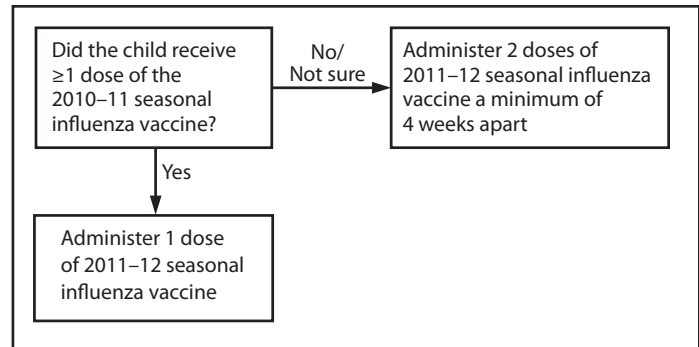 Did the child receive
≥1 dose of the
2010–11 seasonal
influenza vaccine?
No/
Not sure
Administer 2 doses of
2011–12 seasonal influenza
vaccine a minimum of
4 weeks apart
Yes
Administer 1 dose
of 2011–12 seasonal
influenza vaccine